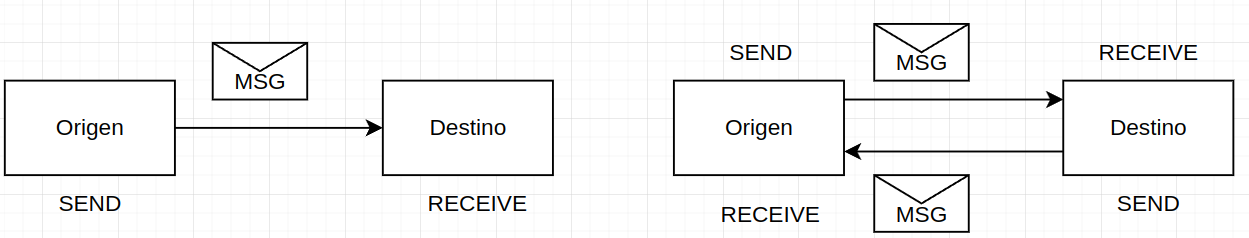 MSG
Origen
Destino
SEND
RECEIVE
SEND
MSG
RECEIVE
Origen
Destino
RECEIVE
MSG
SEND